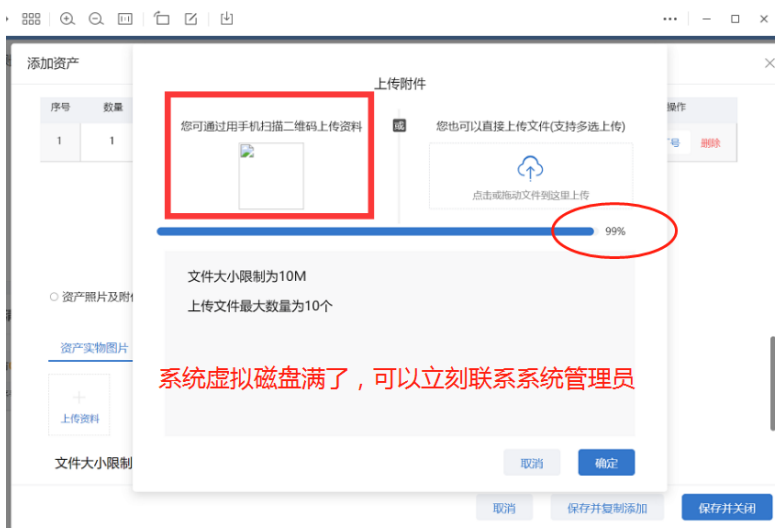 添加资产
上传附件
序号 数量
操作
您可通过用手机扫描二维码上传资料
或
您也可以直接上传文件(支持多选上传)
1 1
号 删除
点击或拖动文件到这里上传
99%
文件大小限制为10M
资产照片及附
上传文件最大数量为10个
资产实物图片
系统虚拟磁盘满了，可以立刻联系系统管理员
上传资料
文件大小限制
取消 确定
取消 保存并复制添加 保存并关闭